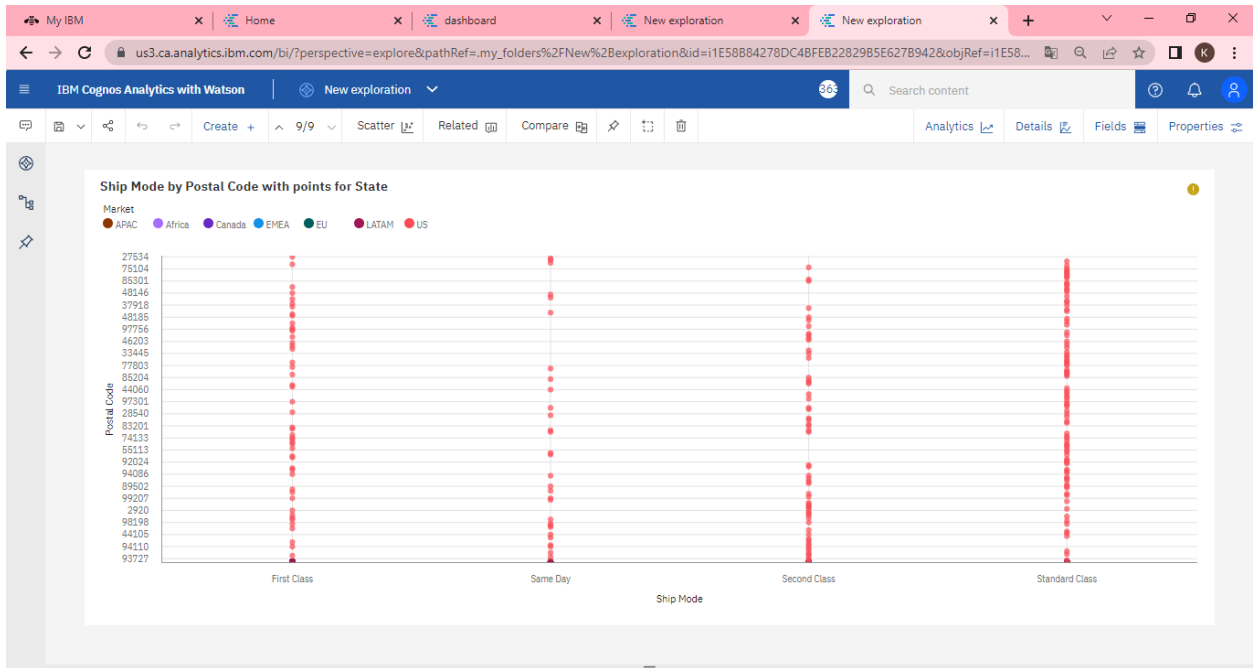 My IBM
Home
dashboard
New exploration
New exploration
us3.ca.analytics.ibm.com/bi/?perspective=explore&pathRef=.my_folders%2FNew%2Bexploration&id=i1E58B84278DC4BFEB22829B5E627B942&objRef=i1E58...
K
IBM Cognos Analytics with Watson
New exploration
363
Search content
Create +
9/9
Scatter
Related
Compare
Analytics
Details
Fields
Properties
Ship Mode by Postal Code with points for State
Market
APAC Africa Canada EMEA EU LATAM US
27534
75104
85301
48146
37918
48185
97756
46203
33445
77803
85204
44060
97301
28540
83201
74133
55113
92024
94086
89502
99207
2920
98198
44105
94110
93727
Postal Code
First Class Same Day Second Class Standard Class
Ship Mode